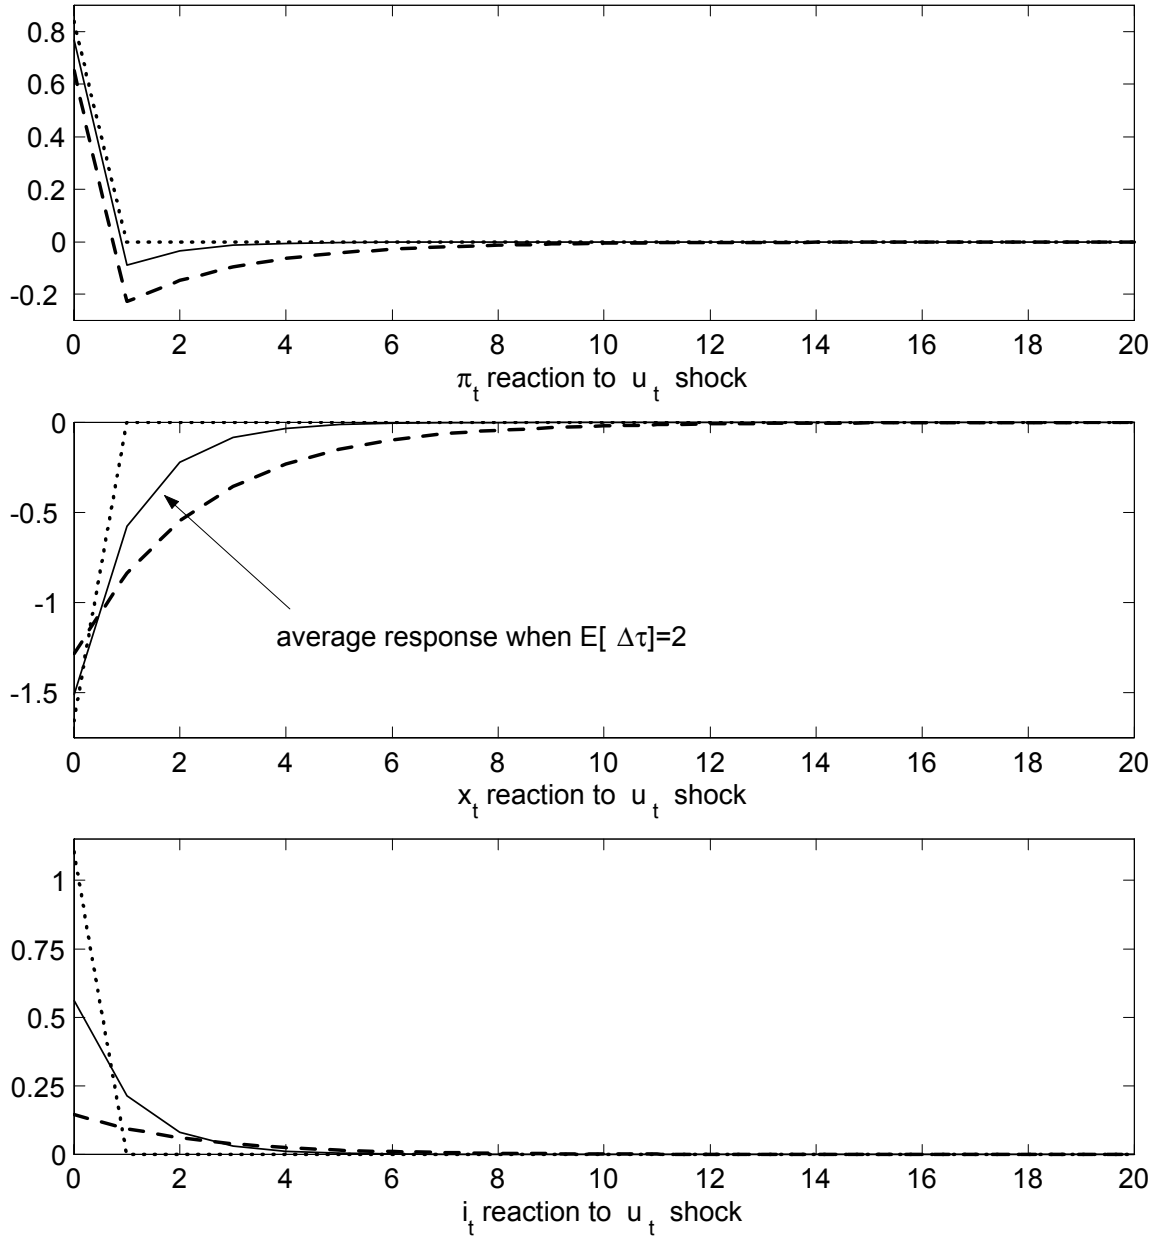 0.8
0.6
0.4
0.2
0
-0.2
0 2 4 6 8 10 12 14 16 18 20
π_t reaction to u_t shock
0
-0.5
-1
-1.5
average response when E[ Δτ]=2
0 2 4 6 8 10 12 14 16 18 20
x_t reaction to u_t shock
1
0.75
0.5
0.25
0
0 2 4 6 8 10 12 14 16 18 20
i_t reaction to u_t shock